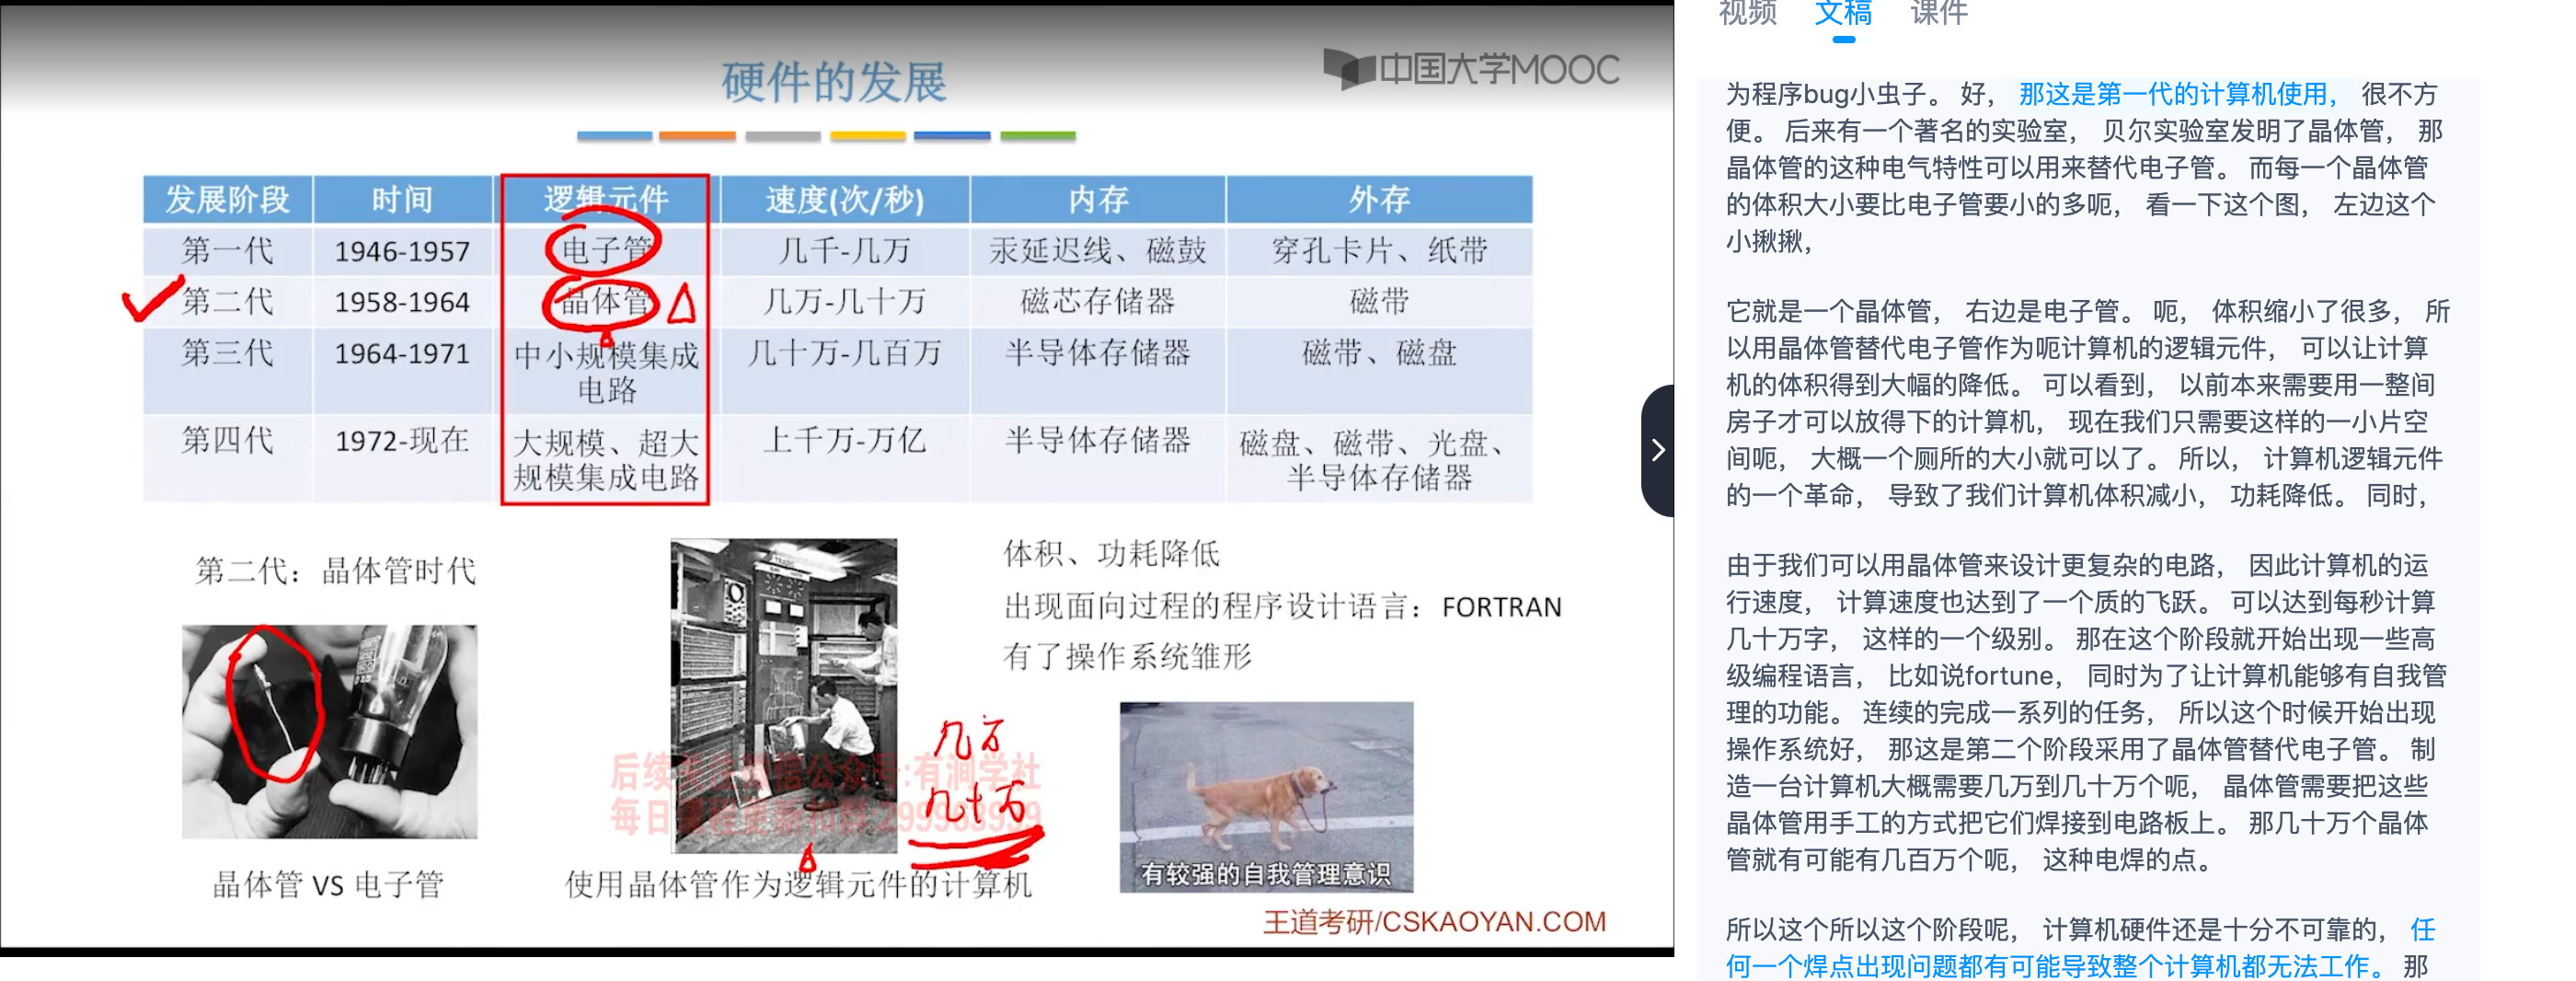 硬件的发展
中国大学MOOC
发展阶段 时间 逻辑元件 速度(次/秒) 内存 外存
第一代 1946-1957 电子管 几千-几万 汞延迟线、磁鼓 穿孔卡片、纸带
第二代 1958-1964 晶体管 几万-几十万 磁芯存储器 磁带
第三代 1964-1971 中小规模集成 几十万-几百万 半导体存储器 磁带、磁盘
电路
第四代 1972-现在 大规模、超大 上千万-万亿 半导体存储器 磁盘、磁带、光盘、
规模集成电路 半导体存储器
第二代：晶体管时代
体积、功耗降低
出现面向过程的程序设计语言：FORTRAN
有了操作系统雏形
几万
几十万
有较强的自我管理意识
晶体管 VS 电子管
使用晶体管作为逻辑元件的计算机
王道考研/CSKAOYAN.COM
视频 文稿 课件
为程序bug小虫子。 好， 那这是第一代的计算机使用， 很不方
便。 后来有一个著名的实验室， 贝尔实验室发明了晶体管， 那
晶体管的这种电气特性可以用来替代电子管。 而每一个晶体管
的体积大小要比电子管要小的多呃， 看一下这个图， 左边这个
小揪揪，
它就是一个晶体管， 右边是电子管。 呃， 体积缩小了很多， 所
以用晶体管替代电子管作为呃计算机的逻辑元件， 可以让计算
机的体积得到大幅的降低。 可以看到， 以前本来需要用一整间
房子才可以放得下的计算机， 现在我们只需要这样的一小片空
间呃， 大概一个厕所的大小就可以了。 所以， 计算机逻辑元件
的一个革命， 导致了我们计算机体积减小， 功耗降低。 同时，
由于我们可以用晶体管来设计更复杂的电路， 因此计算机的运
行速度， 计算速度也达到了一个质的飞跃。 可以达到每秒计算
几十万字， 这样的一个级别。 那在这个阶段就开始出现一些高
级编程语言， 比如说fortune， 同时为了让计算机能够有自我管
理的功能。 连续的完成一系列的任务， 所以这个时候开始出现
操作系统好， 那这是第二个阶段采用了晶体管替代电子管。 制
造一台计算机大概需要几万到几十万个呃， 晶体管需要把这些
晶体管用手工的方式把它们焊接到电路板上。 那几十万个晶体
管就有可能有几百万个呃， 这种电焊的点。
所以这个所以这个阶段呢， 计算机硬件还是十分不可靠的， 任
何一个焊点出现问题都有可能导致整个计算机都无法工作。 那